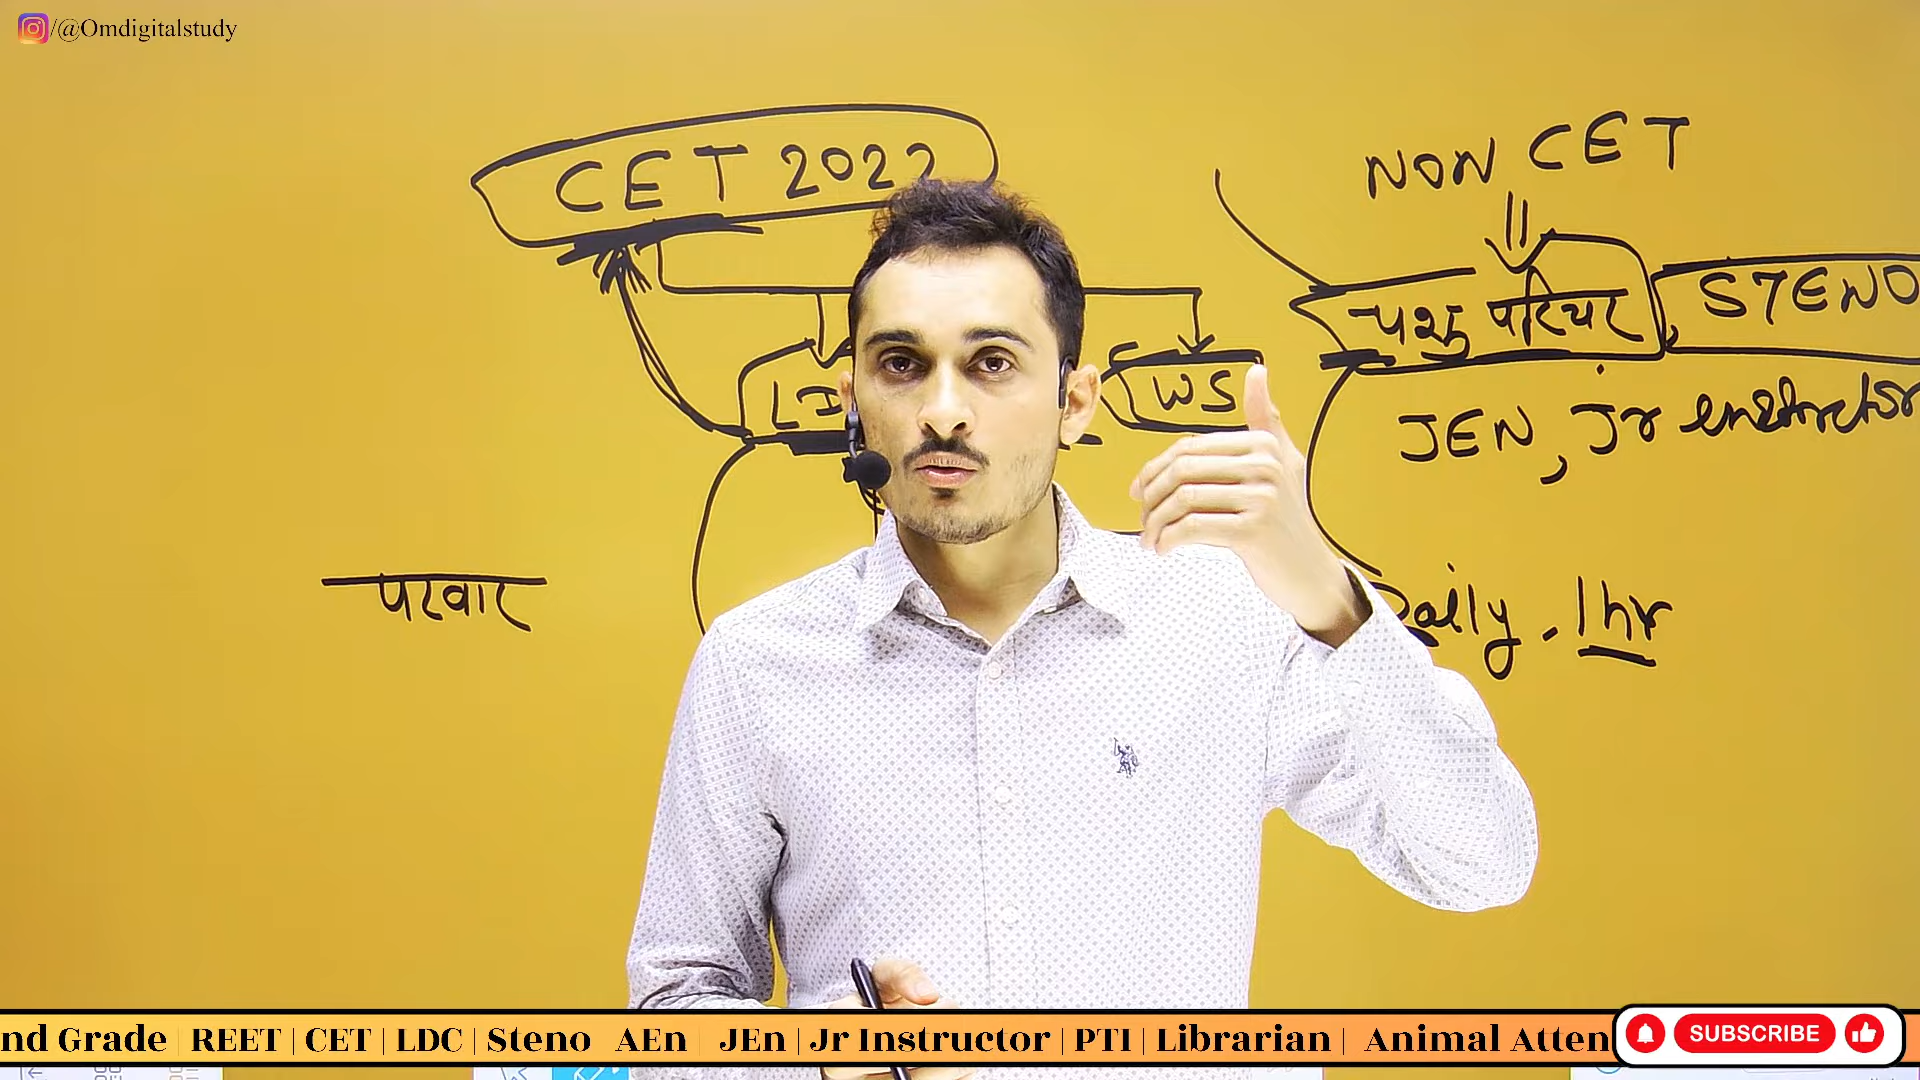 /@Omdigitalstudy
CET 2022
NON CET
पशु परिचर, STENO
WS
JEN, Jr instructor
परवार
Daily. 1hr
nd Grade | REET | CET | LDC | Steno AEn JEn | Jr Instructor | PTI | Librarian | Animal Atten
SUBSCRIBE